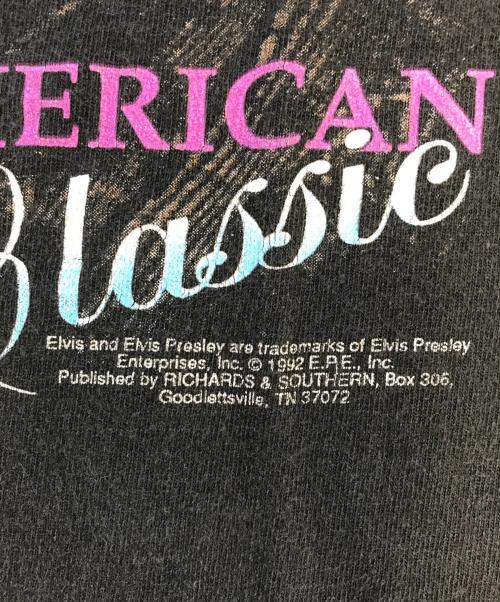 MERICAN
Classic
Elvis and Elvis Presley are trademarks of Elvis Presley
Enterprises, Inc. © 1992 E.P.E., Inc.
Published by RICHARDS & SOUTHERN, Box 306,
Goodlettsville, TN 37072